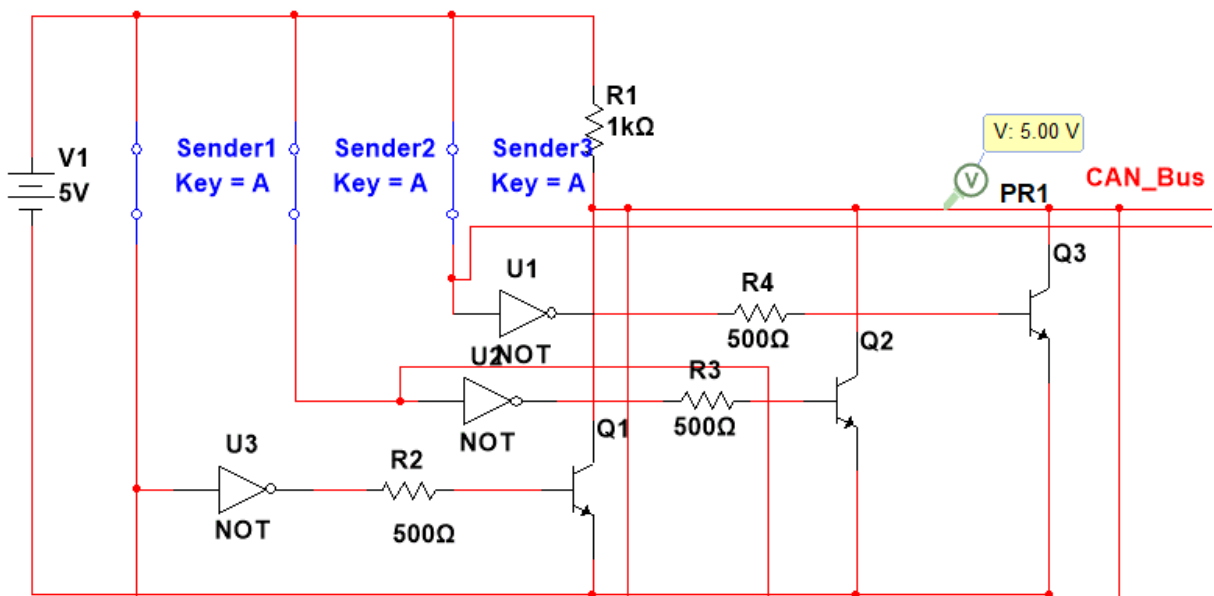 V1
5V
Sender1
Key = A
Sender2
Key = A
Sender3
Key = A
R1
1kΩ
V: 5.00 V
V
PR1
CAN_Bus
U1
NOT
R4
500Ω
Q3
U2
NOT
R3
500Ω
Q2
U3
NOT
R2
500Ω
Q1